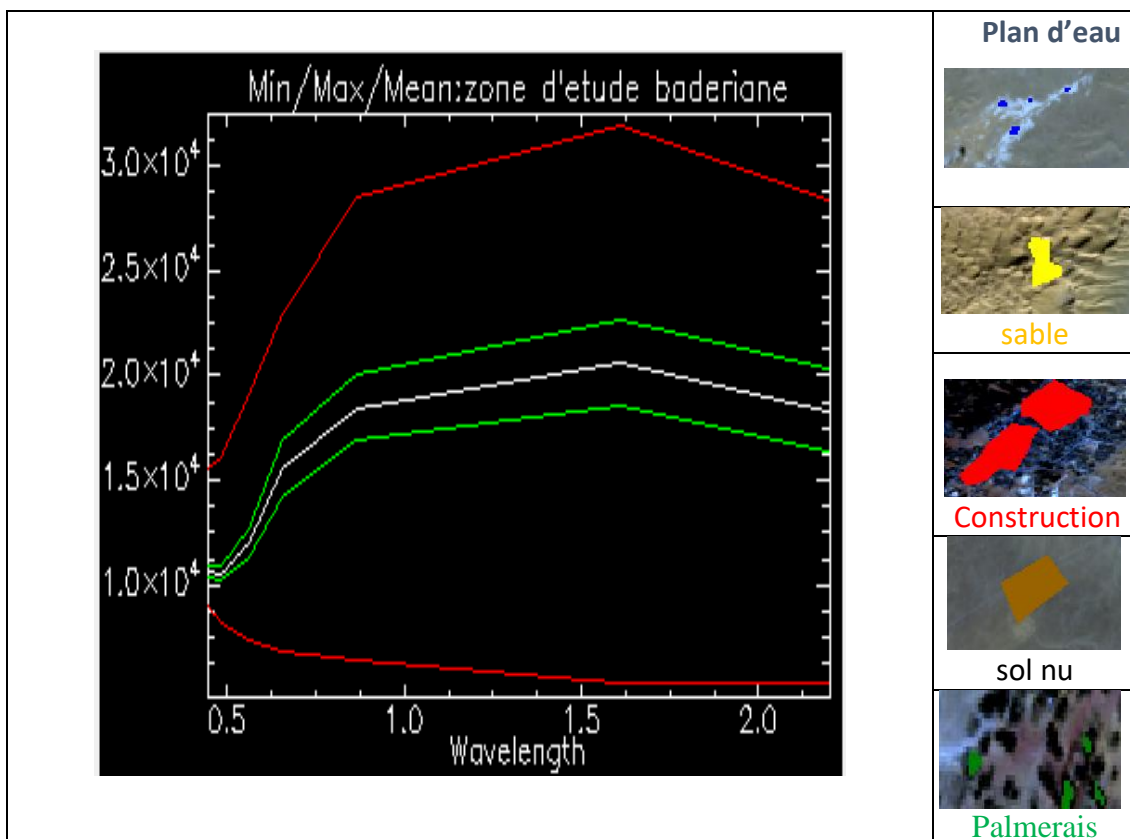 Min/Max/Mean:zone d'etude baderiane
3.0×10⁴
2.5×10⁴
2.0×10⁴
1.5×10⁴
1.0×10⁴
0.5 1.0 1.5 2.0
Wavelength
Plan d’eau
sable
Construction
sol nu
Palmerais